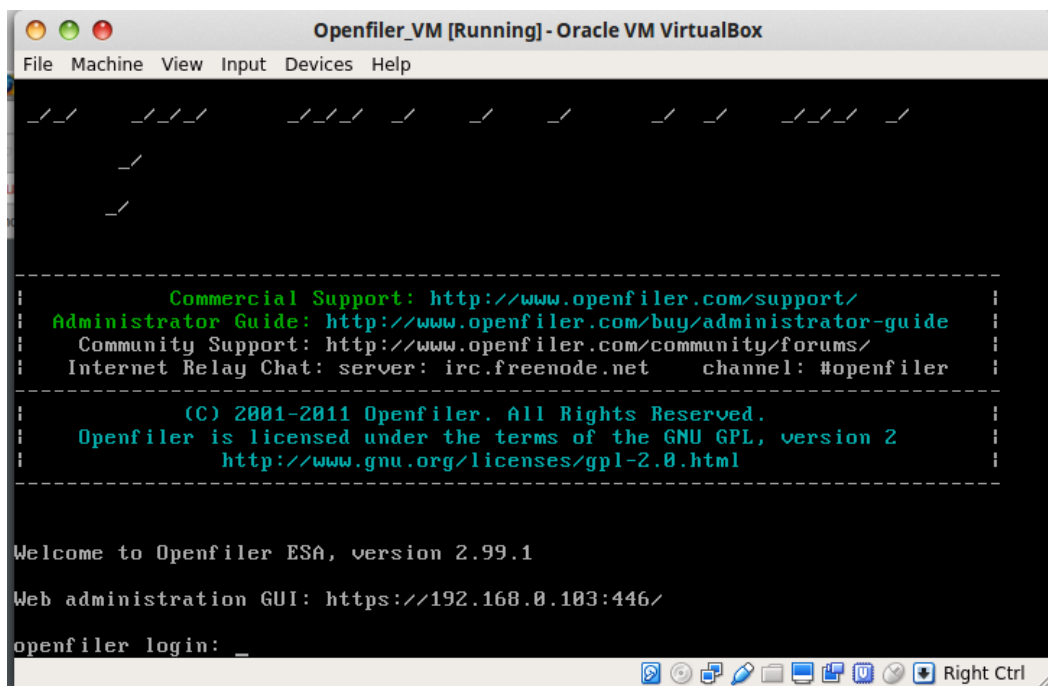 Openfiler_VM [Running] - Oracle VM VirtualBox
File Machine View Input Devices Help
Commercial Support: http://www.openfiler.com/support/
Administrator Guide: http://www.openfiler.com/buy/administrator-guide
Community Support: http://www.openfiler.com/community/forums/
Internet Relay Chat: server: irc.freenode.net channel: #openfiler
(C) 2001-2011 Openfiler. All Rights Reserved.
Openfiler is licensed under the terms of the GNU GPL, version 2
http://www.gnu.org/licenses/gpl-2.0.html
Welcome to Openfiler ESA, version 2.99.1
Web administration GUI: https://192.168.0.103:446/
openfiler login: _
Right Ctrl